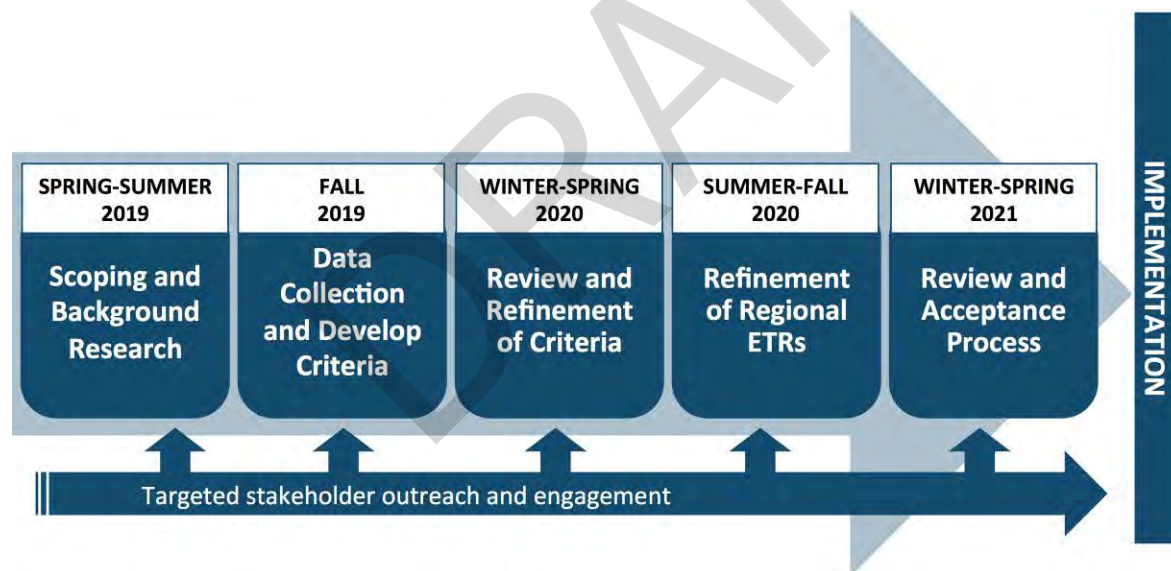 SPRING-SUMMER
2019
Scoping and
Background
Research
FALL
2019
Data
Collection
and Develop
Criteria
WINTER-SPRING
2020
Review and
Refinement
of Criteria
SUMMER-FALL
2020
Refinement
of Regional
ETRs
WINTER-SPRING
2021
Review and
Acceptance
Process
IMPLEMENTATION
Targeted stakeholder outreach and engagement
DRA